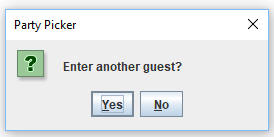 Party Picker
?
Enter another guest?
Yes No